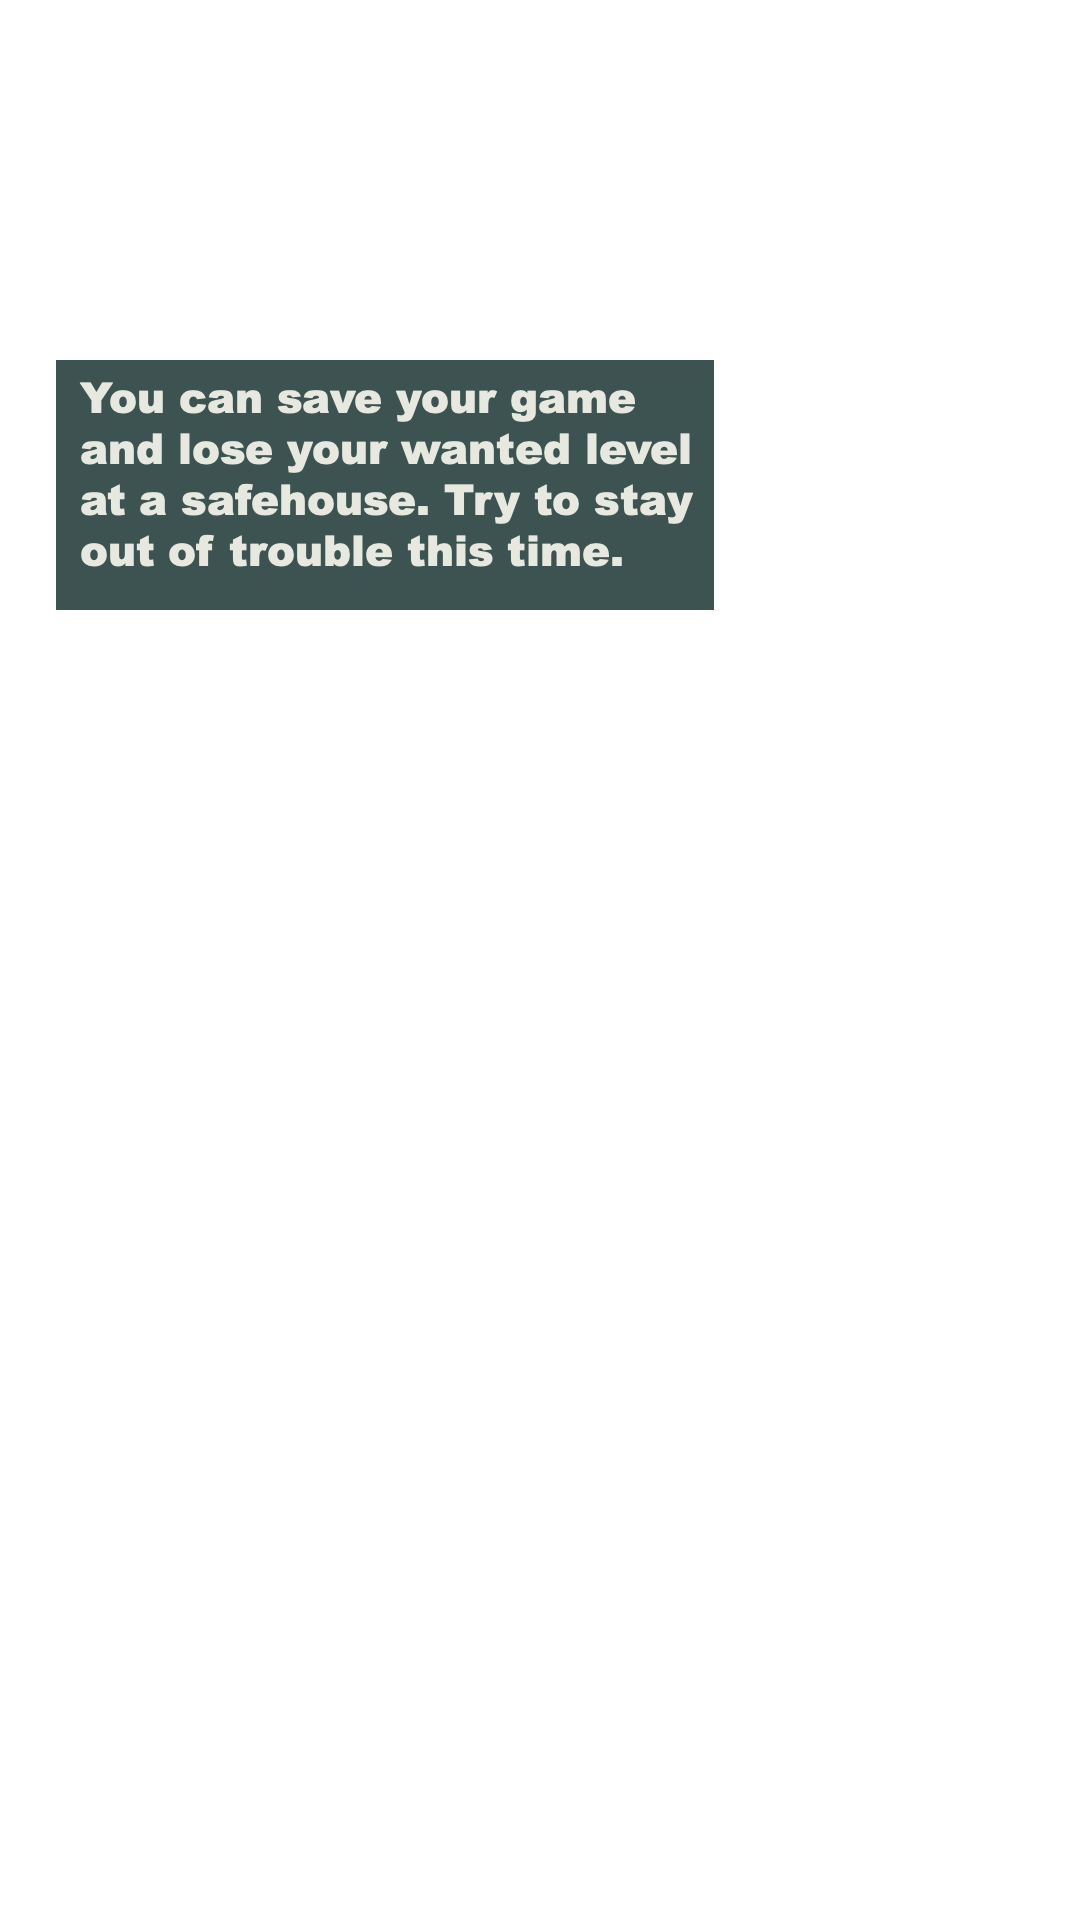 You can save your game
and lose your wanted level
at a safehouse. Try to stay
out of trouble this time.